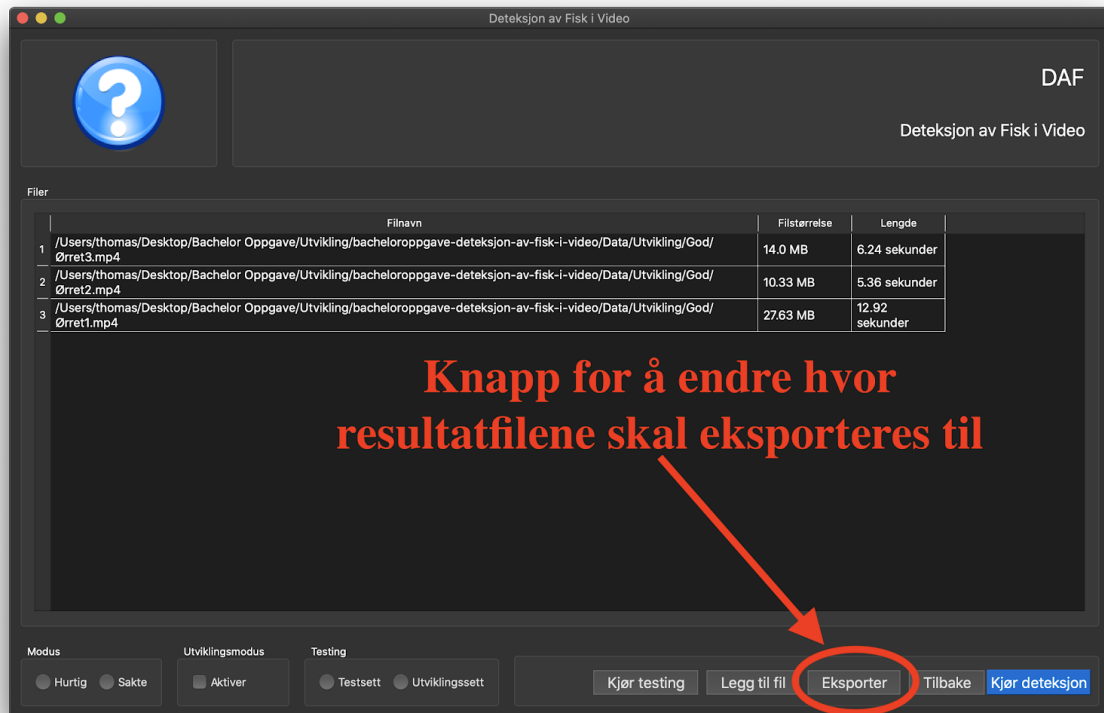 Deteksjon av Fisk i Video
?
DAF
Deteksjon av Fisk i Video
Filer
Filnavn Filstørrelse Lengde
1 /Users/thomas/Desktop/Bachelor Oppgave/Utvikling/bacheloroppgave-deteksjon-av-fisk-i-video/Data/Utvikling/God/ 14.0 MB 6.24 sekunder
Ørret3.mp4
2 /Users/thomas/Desktop/Bachelor Oppgave/Utvikling/bacheloroppgave-deteksjon-av-fisk-i-video/Data/Utvikling/God/ 10.33 MB 5.36 sekunder
Ørret2.mp4
3 /Users/thomas/Desktop/Bachelor Oppgave/Utvikling/bacheloroppgave-deteksjon-av-fisk-i-video/Data/Utvikling/God/ 27.63 MB 12.92
Ørret1.mp4 sekunder
Knapp for å endre hvor
resultatfilene skal eksporteres til
Modus Utviklingsmodus Testing
Hurtig Sakte Aktiver Testsett Utviklingssett Kjør testing Legg til fil Eksporter Tilbake Kjør deteksjon